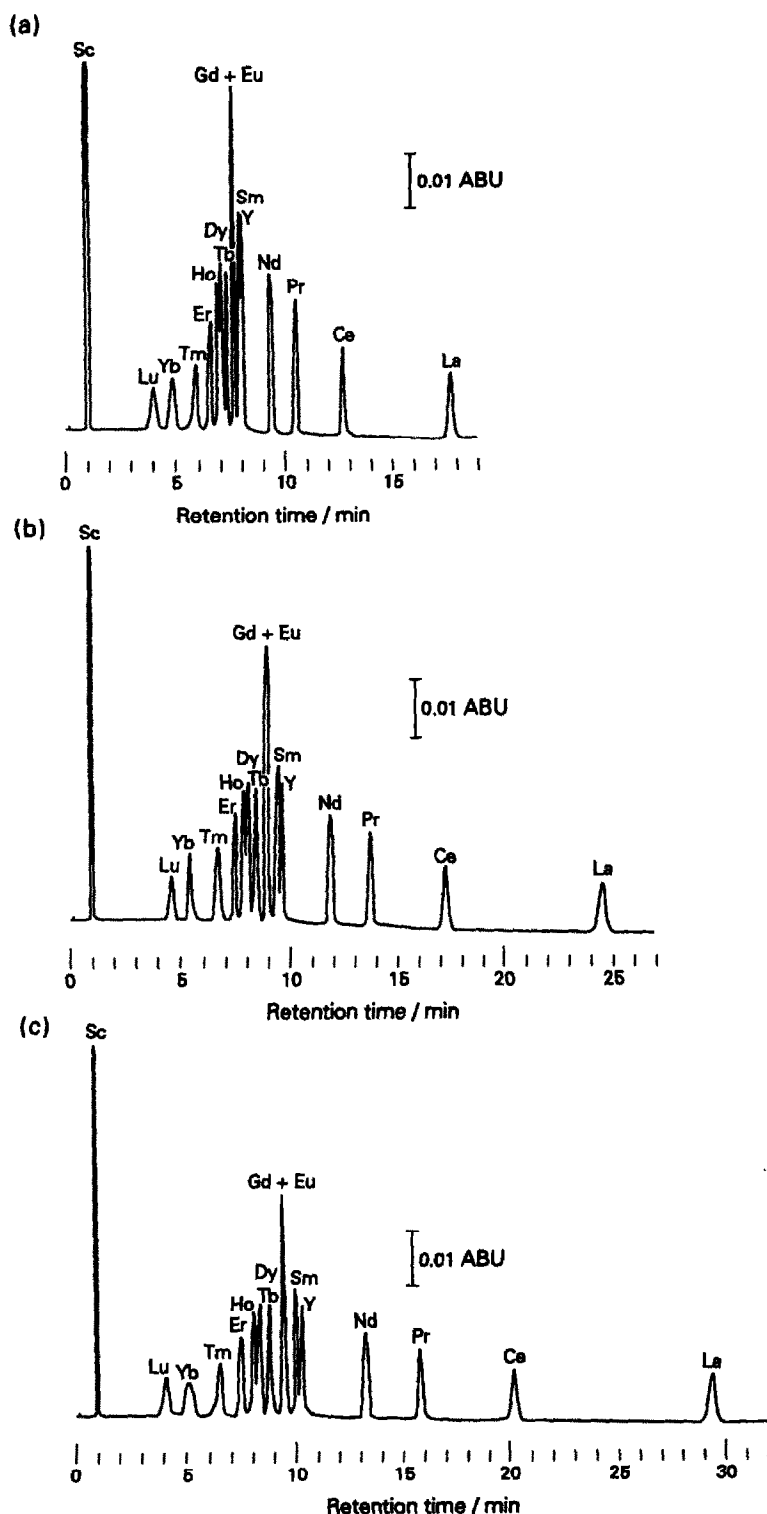 (a)
Sc
Gd + Eu
0.01 ABU
Sm
Y
Dy
Tb
Ho
Nd
Pr
Er
Ce
Tm
Yb
Lu
La
0 5 10 15
Retention time / min
(b)
Sc
Gd + Eu
0.01 ABU
Dy
Sm
Ho
Tb
Y
Er
Nd
Pr
Yb
Tm
Lu
Ce
La
0 5 10 15 20 25
Retention time / min
(c)
Sc
Gd + Eu
0.01 ABU
Dy
Sm
Ho
Tb
Y
Er
Nd
Pr
Tm
Lu
Yb
Ce
La
0 5 10 15 20 25 30
Retention time / min